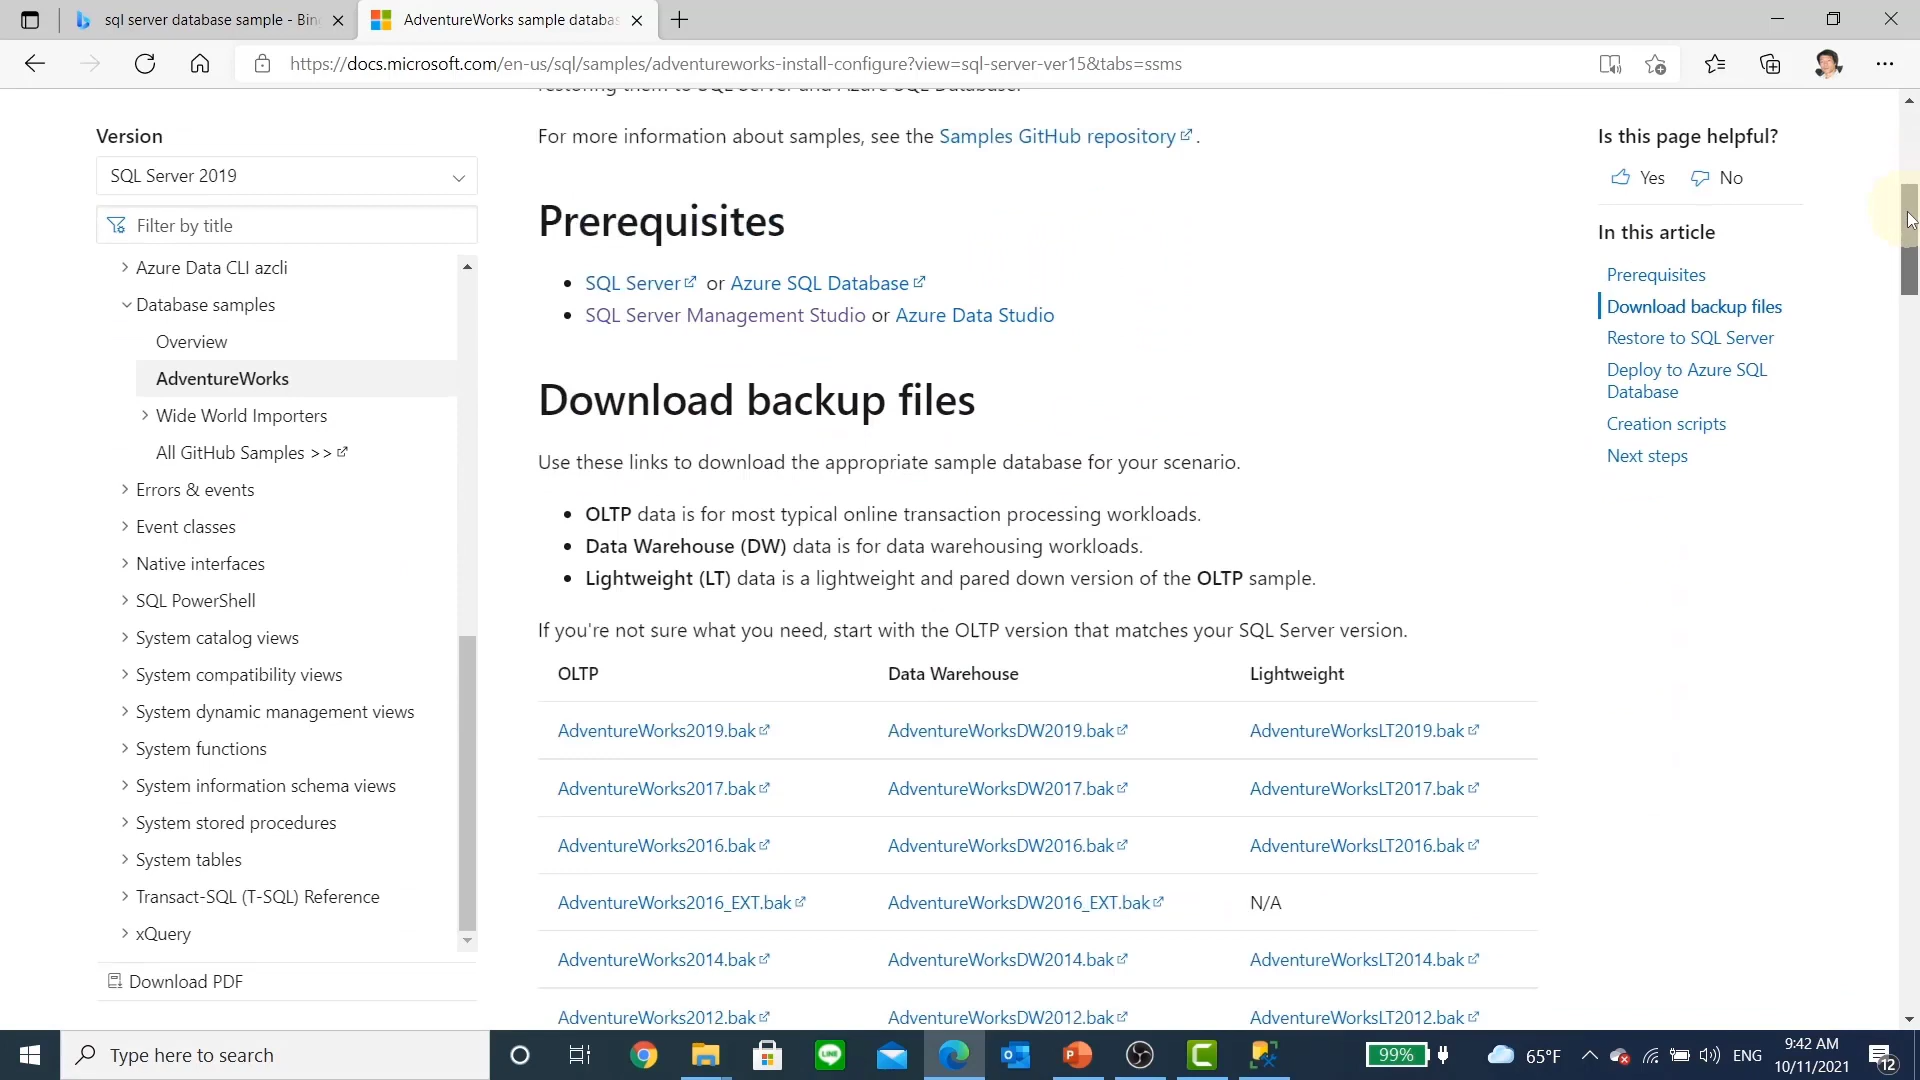 sql server database sample - Bin
AdventureWorks sample databas
https://docs.microsoft.com/en-us/sql/samples/adventureworks-install-configure?view=sql-server-ver15&tabs=ssms
restoring them to SQL Server and Azure SQL Database.
For more information about samples, see the Samples GitHub repository.
Version
SQL Server 2019
Filter by title
Azure Data CLI azcli
Database samples
Overview
AdventureWorks
Wide World Importers
All GitHub Samples >>
Errors & events
Event classes
Native interfaces
SQL PowerShell
System catalog views
System compatibility views
System dynamic management views
System functions
System information schema views
System stored procedures
System tables
Transact-SQL (T-SQL) Reference
xQuery
Download PDF
Prerequisites
SQL Server or Azure SQL Database
SQL Server Management Studio or Azure Data Studio
Download backup files
Use these links to download the appropriate sample database for your scenario.
OLTP data is for most typical online transaction processing workloads.
Data Warehouse (DW) data is for data warehousing workloads.
Lightweight (LT) data is a lightweight and pared down version of the OLTP sample.
If you're not sure what you need, start with the OLTP version that matches your SQL Server version.
OLTP Data Warehouse Lightweight
AdventureWorks2019.bak AdventureWorksDW2019.bak AdventureWorksLT2019.bak
AdventureWorks2017.bak AdventureWorksDW2017.bak AdventureWorksLT2017.bak
AdventureWorks2016.bak AdventureWorksDW2016.bak AdventureWorksLT2016.bak
AdventureWorks2016_EXT.bak AdventureWorksDW2016_EXT.bak N/A
AdventureWorks2014.bak AdventureWorksDW2014.bak AdventureWorksLT2014.bak
AdventureWorks2012.bak AdventureWorksDW2012.bak AdventureWorksLT2012.bak
Is this page helpful?
Yes No
In this article
Prerequisites
Download backup files
Restore to SQL Server
Deploy to Azure SQL
Database
Creation scripts
Next steps
Type here to search
LINE
99%
65°F
ENG
9:42 AM
10/11/2021
12